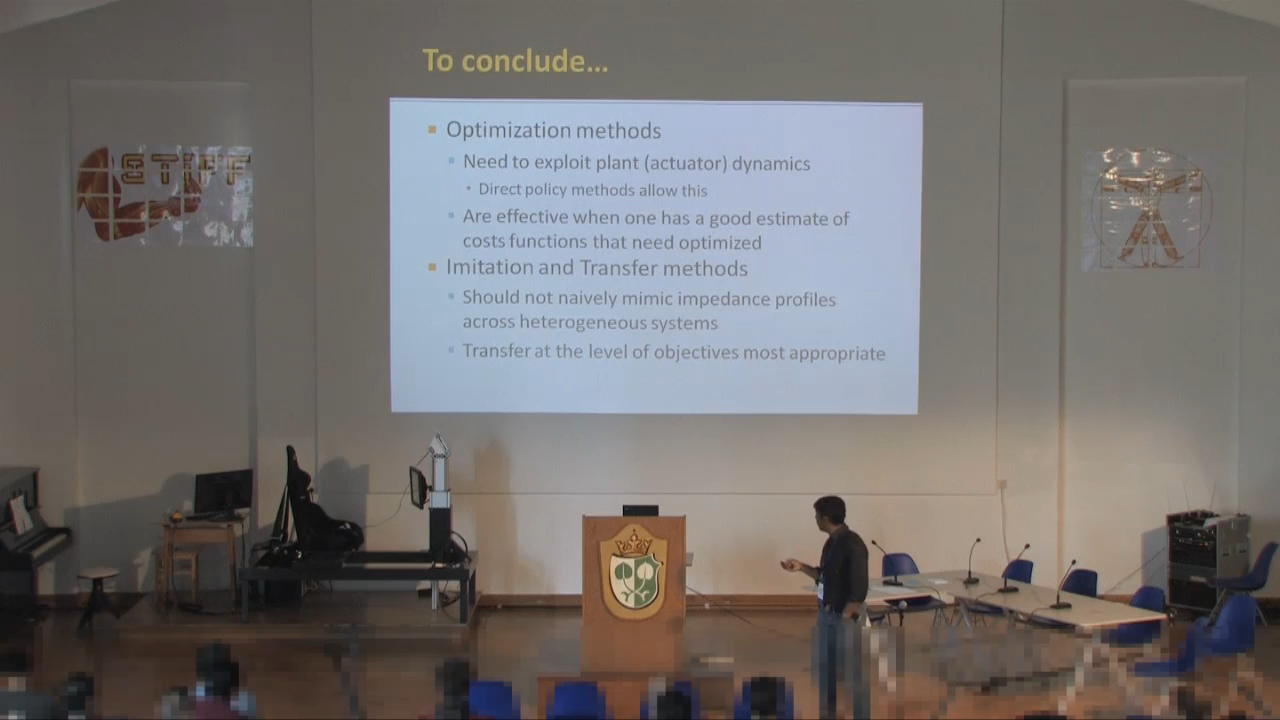 To conclude...
Optimization methods
Need to exploit plant (actuator) dynamics
Direct policy methods allow this
Are effective when one has a good estimate of
costs functions that need optimized
Imitation and Transfer methods
Should not naively mimic impedance profiles
across heterogeneous systems
Transfer at the level of objectives most appropriate
STIFF